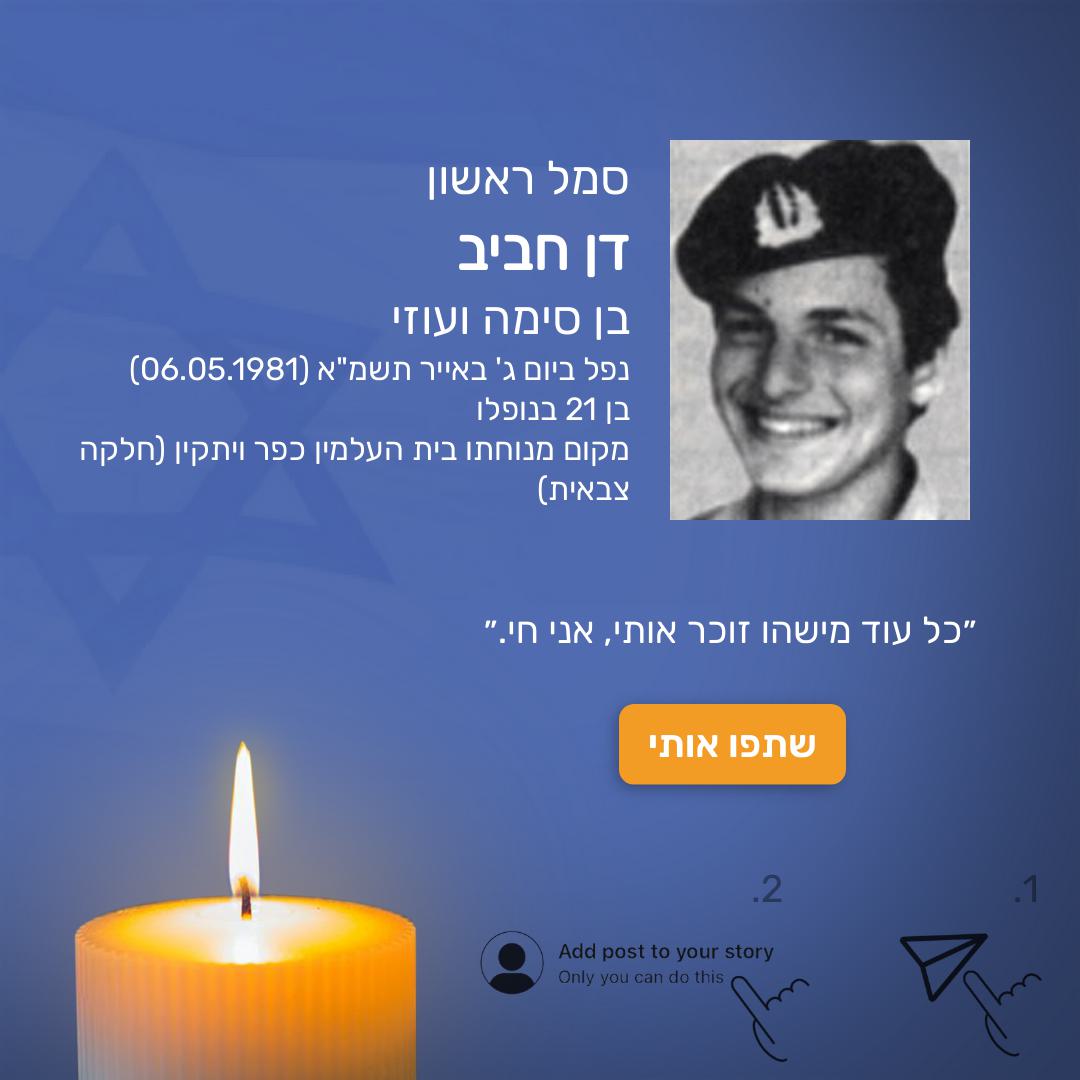 סמל ראשון
דן חביב
בן סימה ועוזי
נפל ביום ג' באייר תשמ"א (06.05.1981)
בן 21 בנופלו
מקום מנוחתו בית העלמין כפר ויתקין (חלקה
צבאית)
״כל עוד מישהו זוכר אותי, אני חי.״
שתפו אותי
.1
.2
Add post to your story
Only you can do this